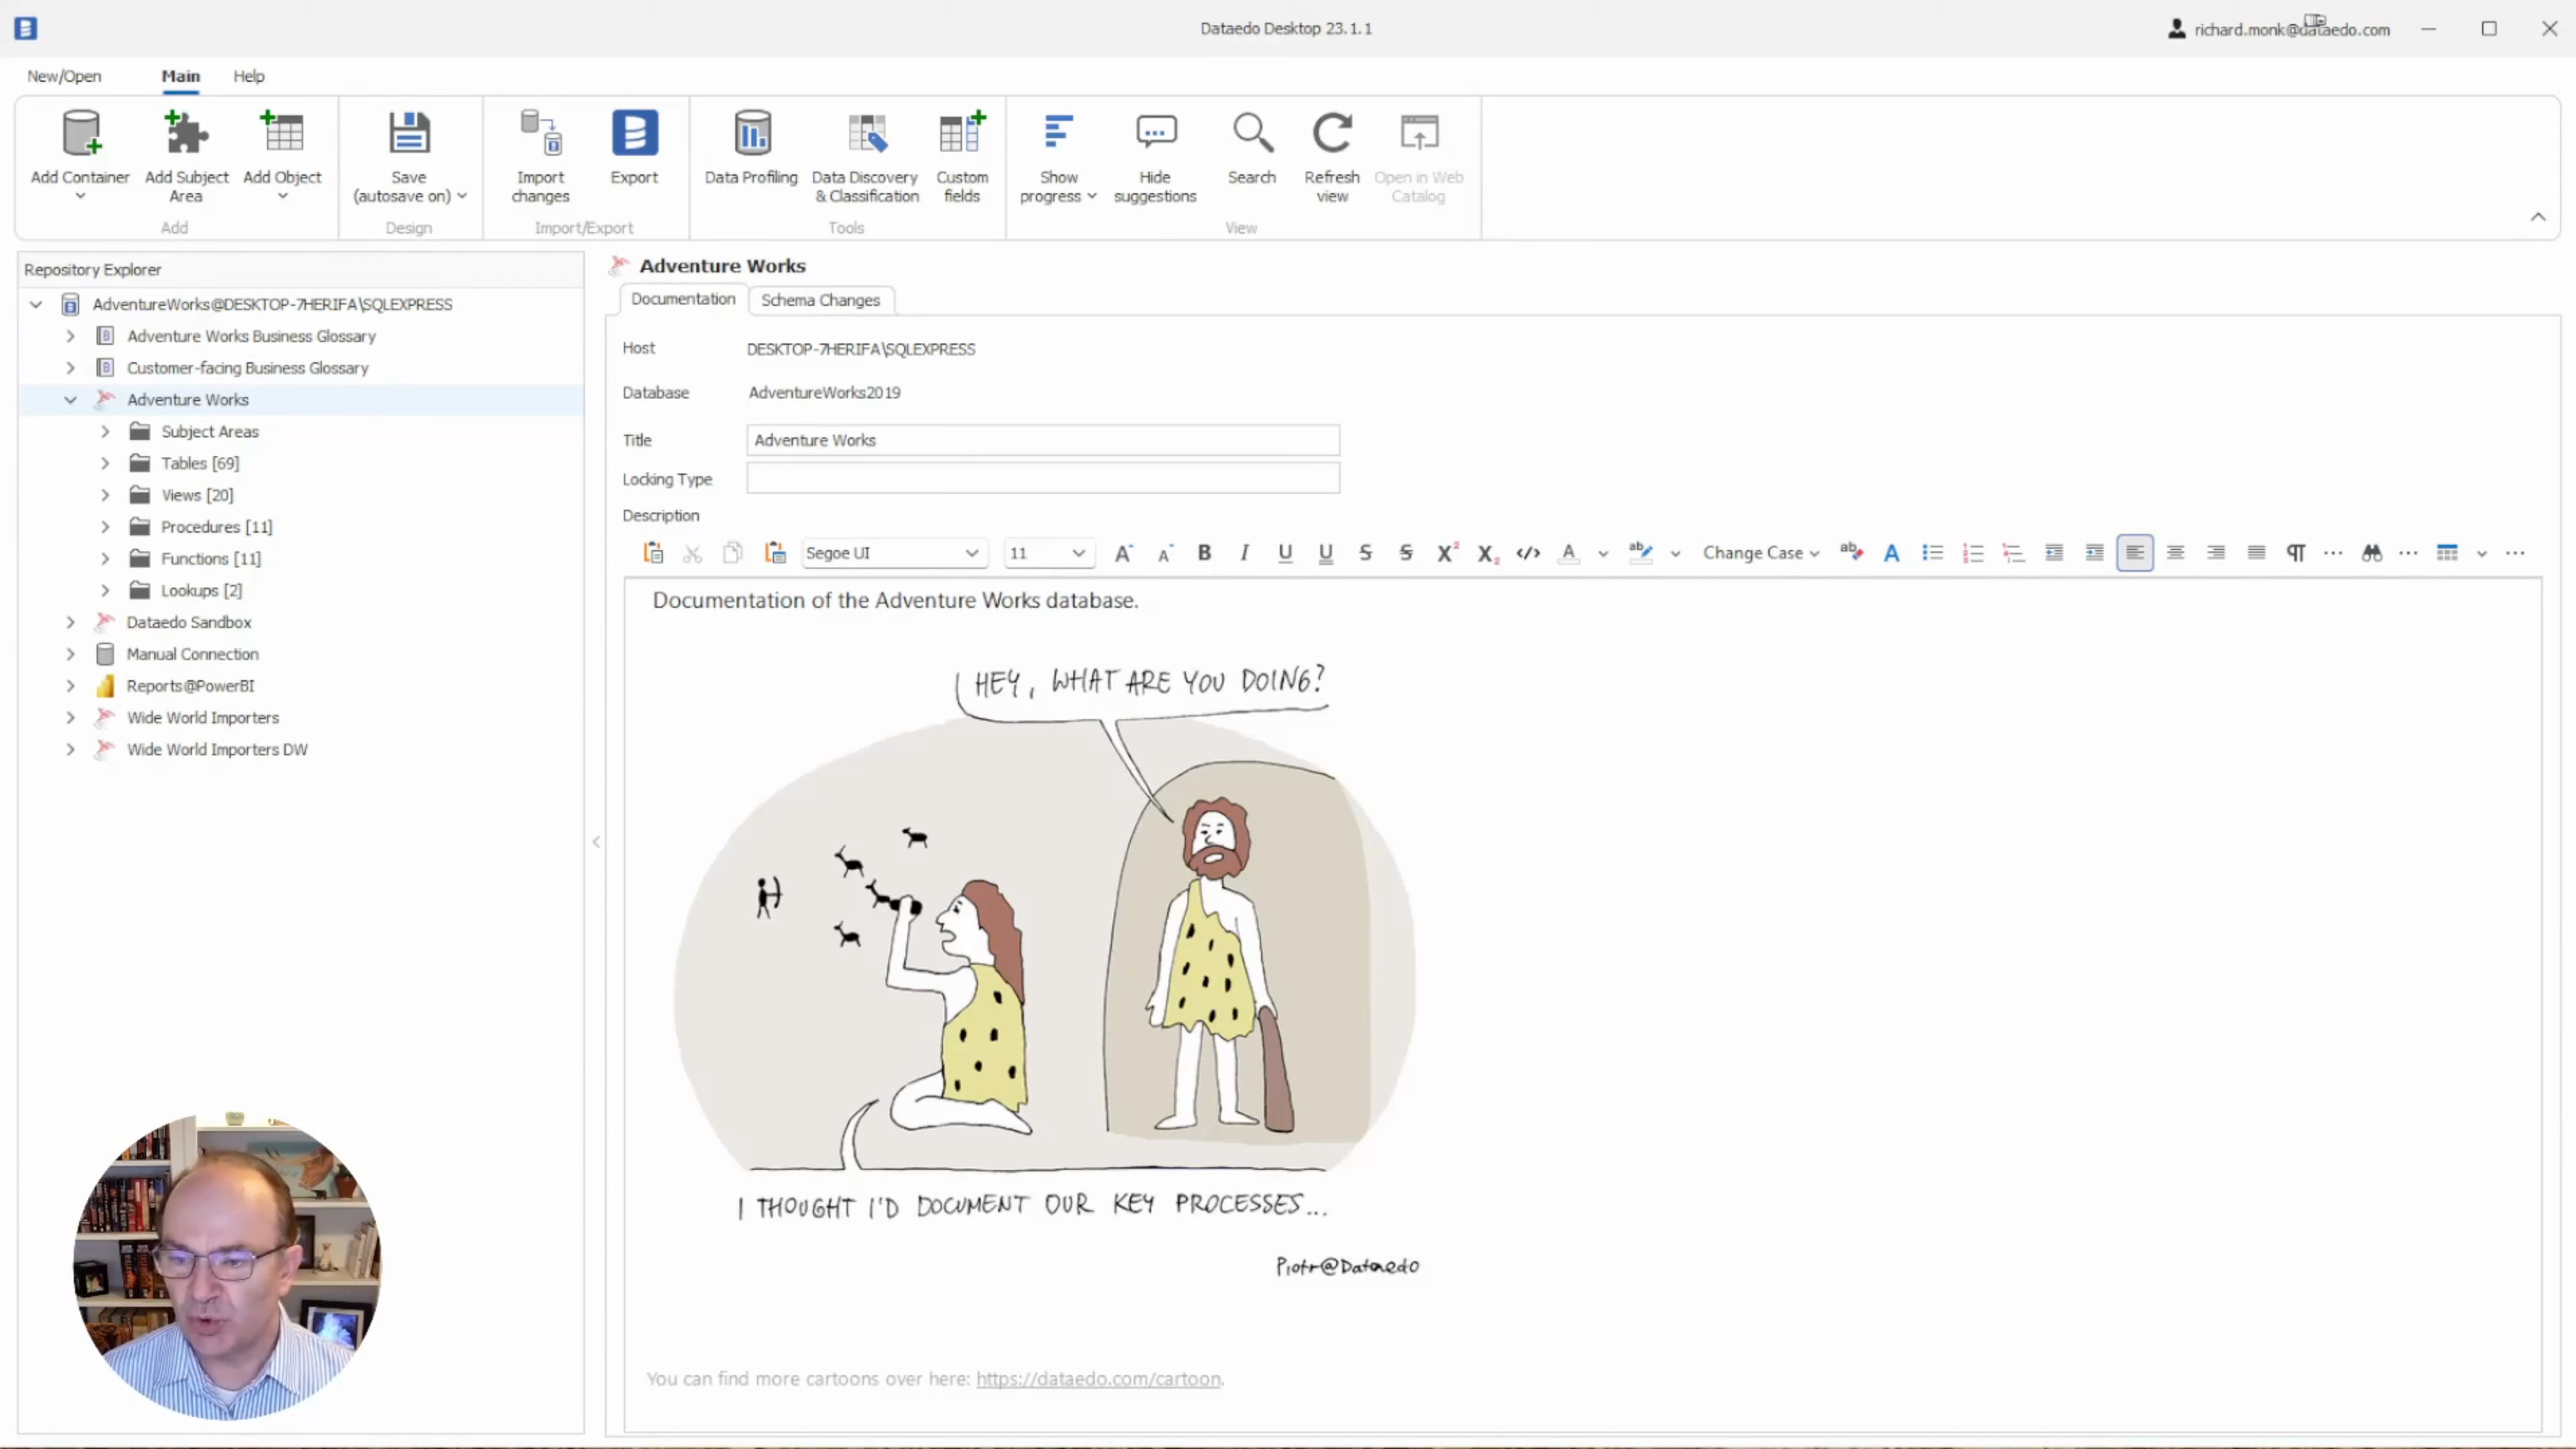 Dataedo Desktop 23.1.1
richard.monk@dataedo.com
New/Open
Main
Help
Add Container
Add Subject
Area
Add Object
Add
Save
(autosave on)
Design
Import
changes
Export
Import/Export
Data Profiling
Data Discovery
& Classification
Custom
fields
Tools
Show
progress
Hide
suggestions
Search
Refresh
view
Open in Web
Catalog
View
Repository Explorer
AdventureWorks@DESKTOP-7HERIFA\SQLEXPRESS
Adventure Works Business Glossary
Customer-facing Business Glossary
Adventure Works
Subject Areas
Tables [69]
Views [20]
Procedures [11]
Functions [11]
Lookups [2]
Dataedo Sandbox
Manual Connection
Reports@PowerBI
Wide World Importers
Wide World Importers DW
Adventure Works
Documentation
Schema Changes
Host
DESKTOP-7HERIFA\SQLEXPRESS
Database
AdventureWorks2019
Title
Adventure Works
Locking Type
Description
Segoe UI
11
Change Case
Documentation of the Adventure Works database.
HEY, WHAT ARE YOU DOING?
I THOUGHT I'D DOCUMENT OUR KEY PROCESSES...
Piotr@Dataedo
You can find more cartoons over here: https://dataedo.com/cartoon.